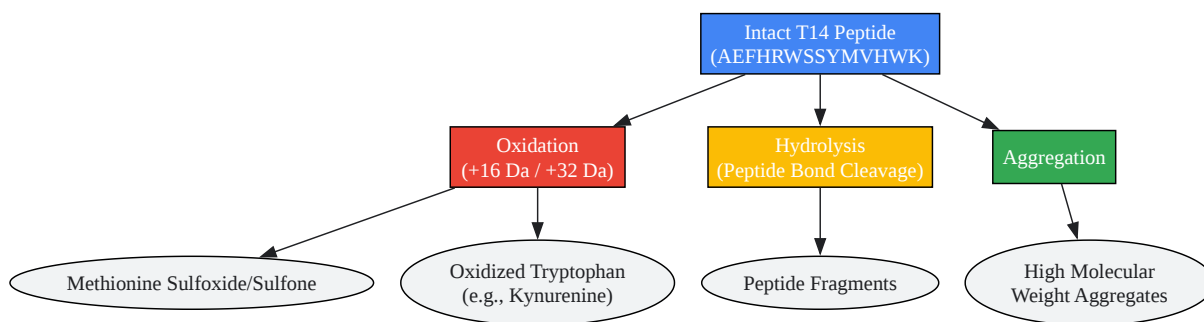 Intact T14 Peptide
(AEFHRWSSYMVHWK)
Oxidation
(+16 Da / +32 Da)
Hydrolysis
(Peptide Bond Cleavage)
Aggregation
Methionine Sulfoxide/Sulfone
Oxidized Tryptophan
(e.g., Kynurenine)
Peptide Fragments
High Molecular
Weight Aggregates